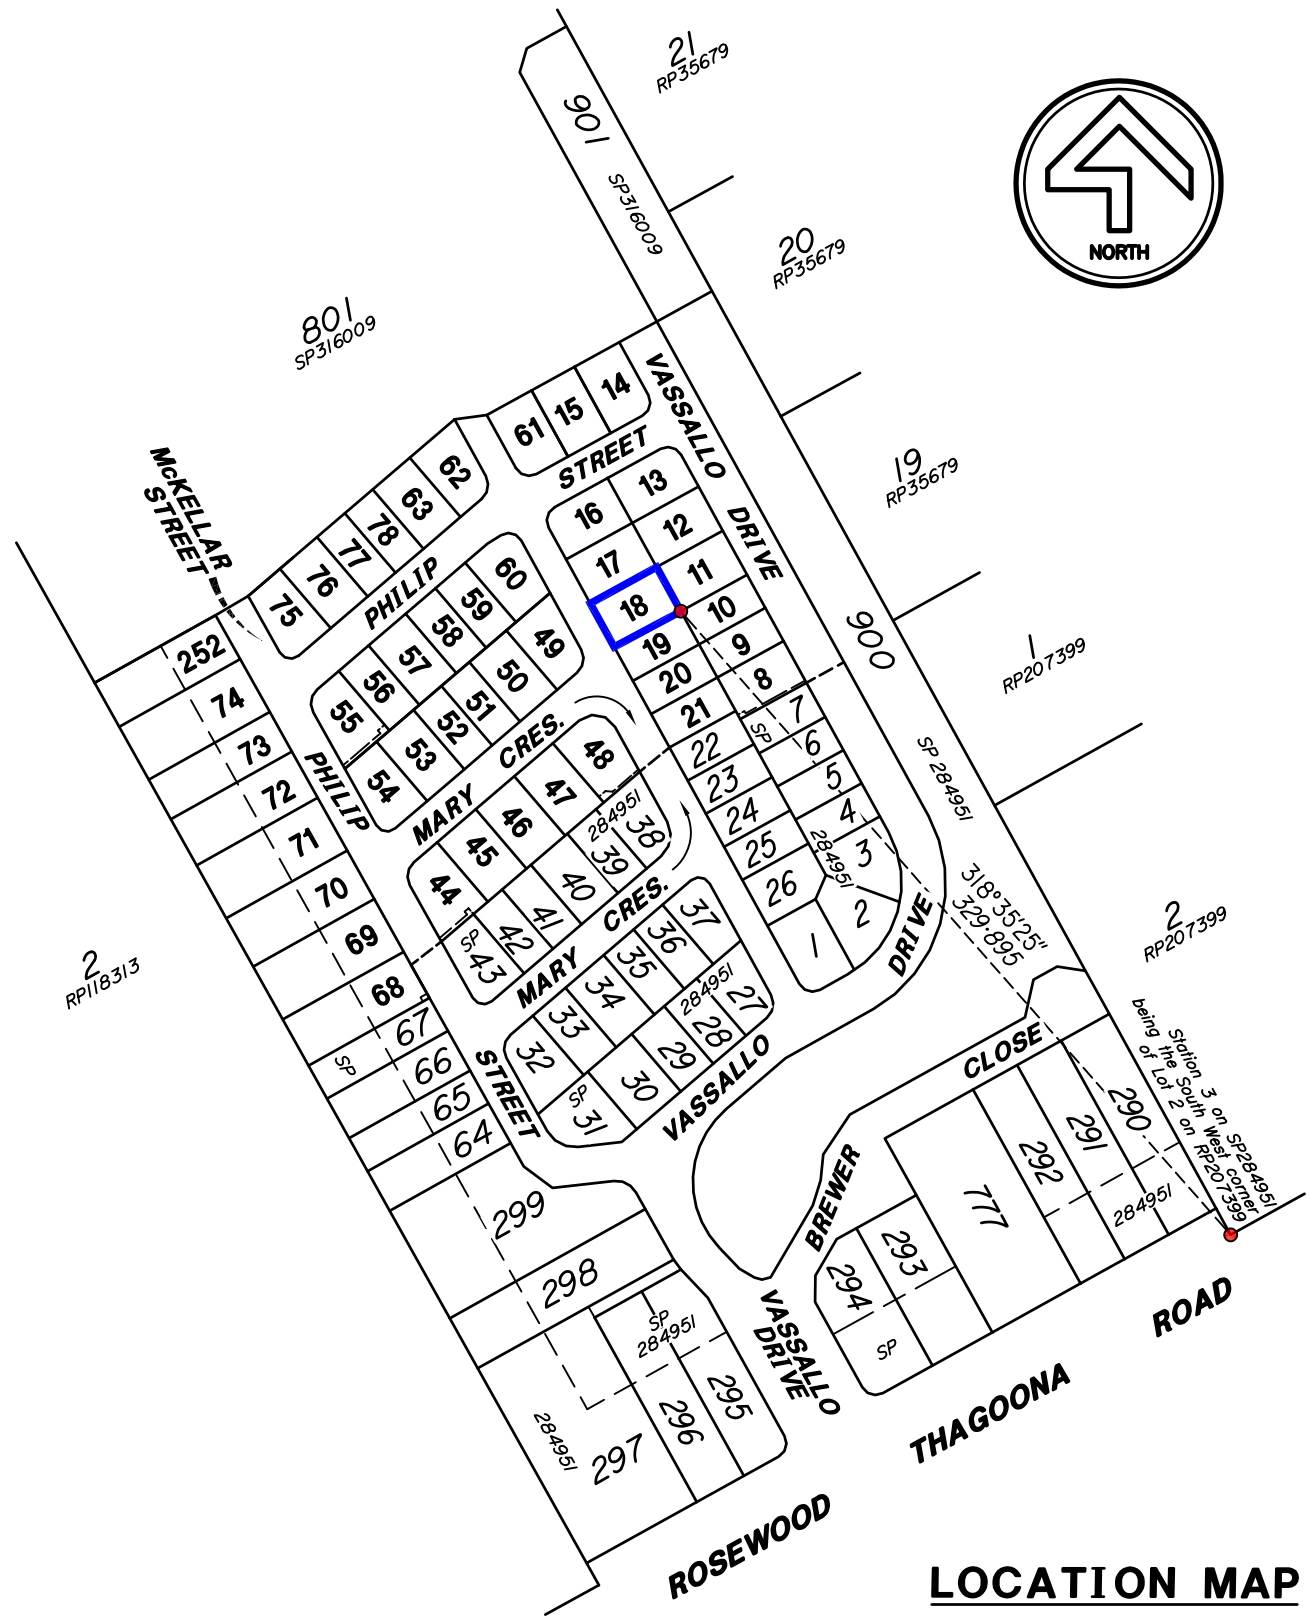 21
RP35679
901
SP316009
NORTH
20
RP35679
801
SP316009
VASSALLO
DRIVE
14
15
61
STREET
19
RP35679
McKELLAR
STREET
62
63
78
77
76
75
PHILIP
13
16
12
17
11
18
10
19
9
20
8
21
900
1
RP207399
252
60
59
58
57
56
55
49
50
51
52
53
54
74
73
72
71
70
69
68
PHILIP
MARY CRES.
48
47
46
45
44
SP
7
22
6
23
5
24
4
25
3
26
2
1
284951
SP 284951
284951
38
39
40
41
42
SP
43
MARY CRES.
37
36
35
34
33
32
284951
27
28
29
30
SP
31
DRIVE
318°35'25"
329·895
2
RP207399
2
RP118313
67
SP
66
65
64
STREET
VASSALLO
CLOSE
Station 3 on SP284951
being the South West corner
of Lot 2 on RP207399
290
291
292
777
284951
BREWER
293
294
SP
299
298
SP
284951
295
296
297
284951
VASSALLO
DRIVE
ROSEWOOD THAGOONA ROAD
LOCATION MAP